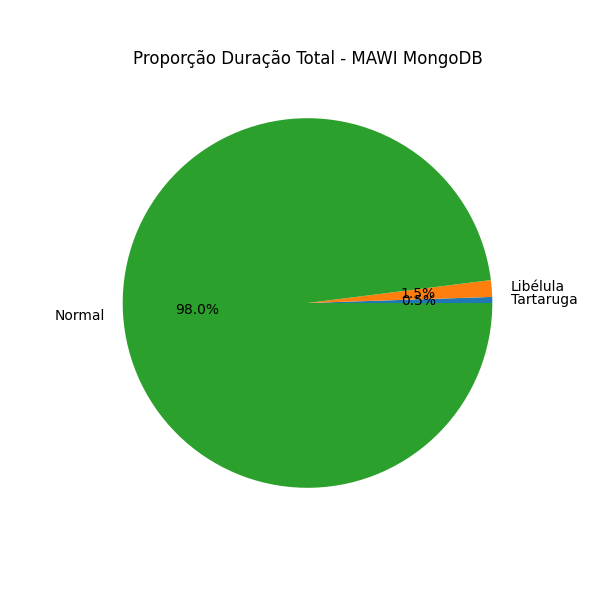 Proporção Duração Total - MAWI MongoDB
Libélula
1.5%
Tartaruga
0.5%
Normal
98.0%